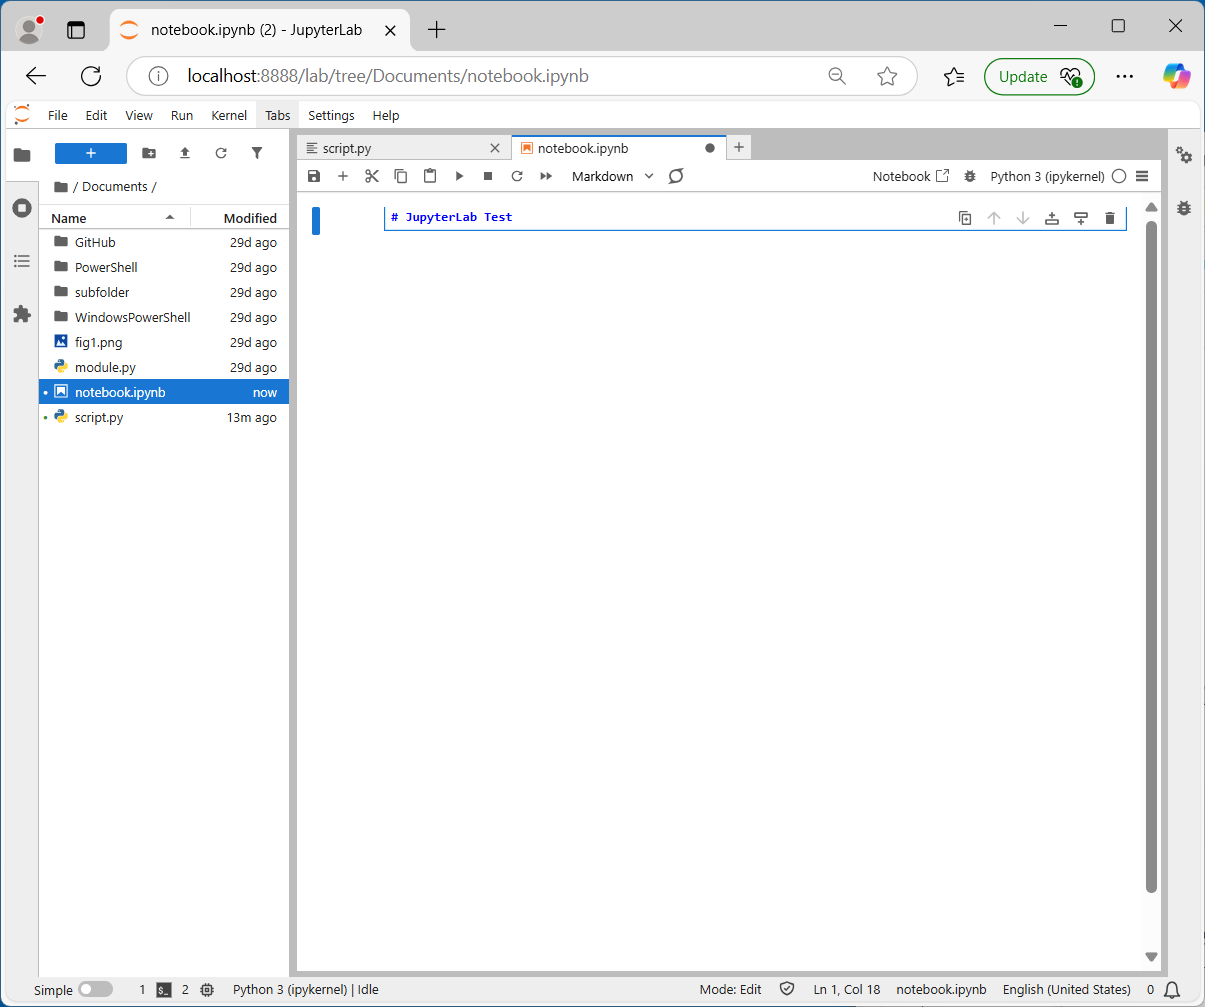 notebook.ipynb (2) - JupyterLab
localhost:8888/lab/tree/Documents/notebook.ipynb
Update
File Edit View Run Kernel Tabs Settings Help
script.py
notebook.ipynb
Markdown
Notebook
Python 3 (ipykernel)
/ Documents /
Name Modified
GitHub 29d ago
PowerShell 29d ago
subfolder 29d ago
WindowsPowerShell 29d ago
fig1.png 29d ago
module.py 29d ago
notebook.ipynb now
script.py 13m ago
# JupyterLab Test
Simple 1 2 Python 3 (ipykernel) | Idle Mode: Edit Ln 1, Col 18 notebook.ipynb English (United States) 0